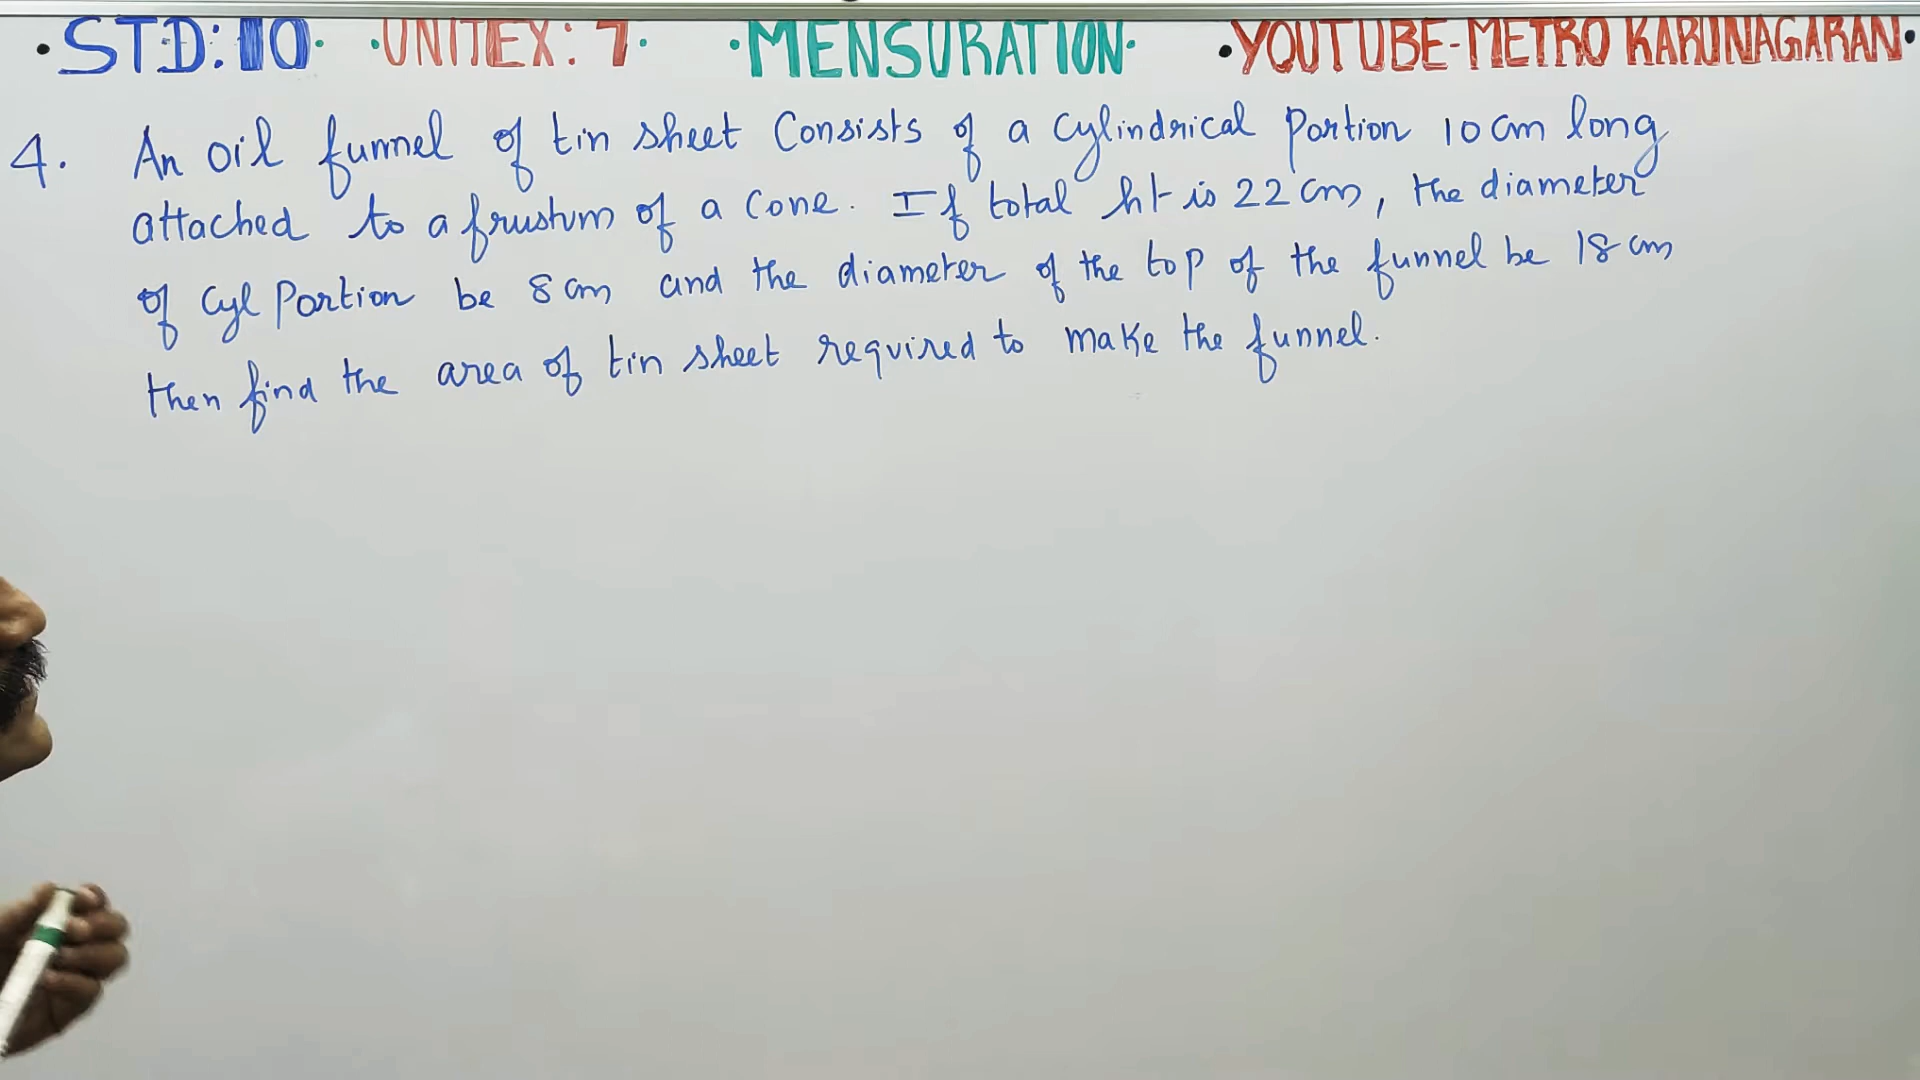 • STD: 10 • • UNITEX: 7 • • MENSURATION • • YOUTUBE-METRO KARUNAGARAN •
4. An oil funnel of tin sheet Consists of a cylindrical Portion 10 cm long
attached to a frustum of a cone. If total ht is 22 cm, the diameter
of cyl Portion be 8 cm and the diameter of the top of the funnel be 18 cm
then find the area of tin sheet required to make the funnel.